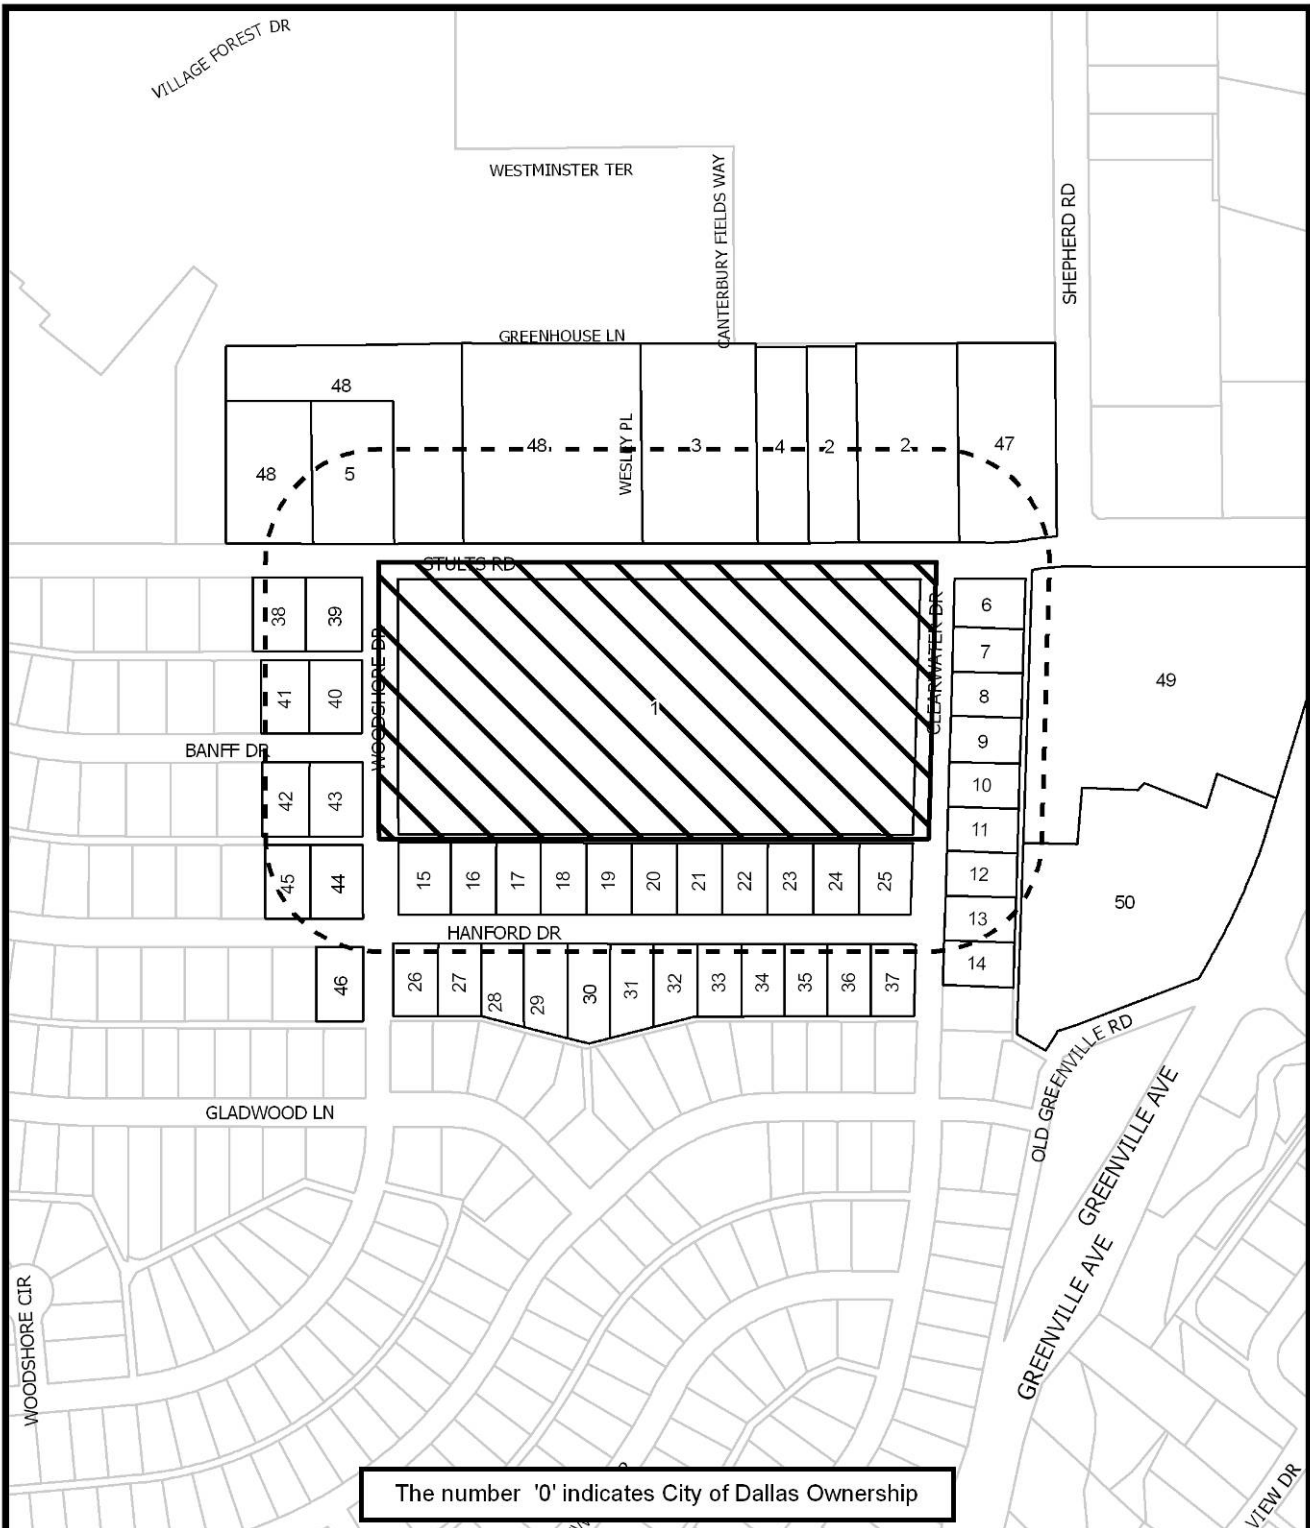 VILLAGE FOREST DR
WESTMINSTER TER
CANTERBURY FIELDS WAY
SHEPHERD RD
GREENHOUSE LN
48
48
5
48
WESLEY PL
3
4
2
2
47
STULTS RD
38
39
WOODSHORE DR
CLEARWATER DR
6
7
41
40
8
49
1
9
BANFF DR
10
42
43
11
45
44
15
16
17
18
19
20
21
22
23
24
25
12
50
13
HANFORD DR
14
46
26
27
28
29
30
31
32
33
34
35
36
37
OLD GREENVILLE RD
GREENVILLE AVE
GLADWOOD LN
GREENVILLE AVE
WOODSHORE CIR
The number '0' indicates City of Dallas Ownership
VIEW DR